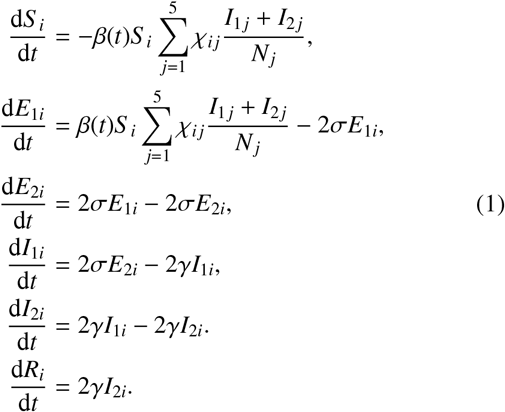 dS_i/dt = −β(t)S_i ∑_{j=1}^{5} χ_{ij} (I_{1j} + I_{2j})/N_j,
dE_{1i}/dt = β(t)S_i ∑_{j=1}^{5} χ_{ij} (I_{1j} + I_{2j})/N_j − 2σE_{1i},
dE_{2i}/dt = 2σE_{1i} − 2σE_{2i}, (1)
dI_{1i}/dt = 2σE_{2i} − 2γI_{1i},
dI_{2i}/dt = 2γI_{1i} − 2γI_{2i}.
dR_i/dt = 2γI_{2i}.